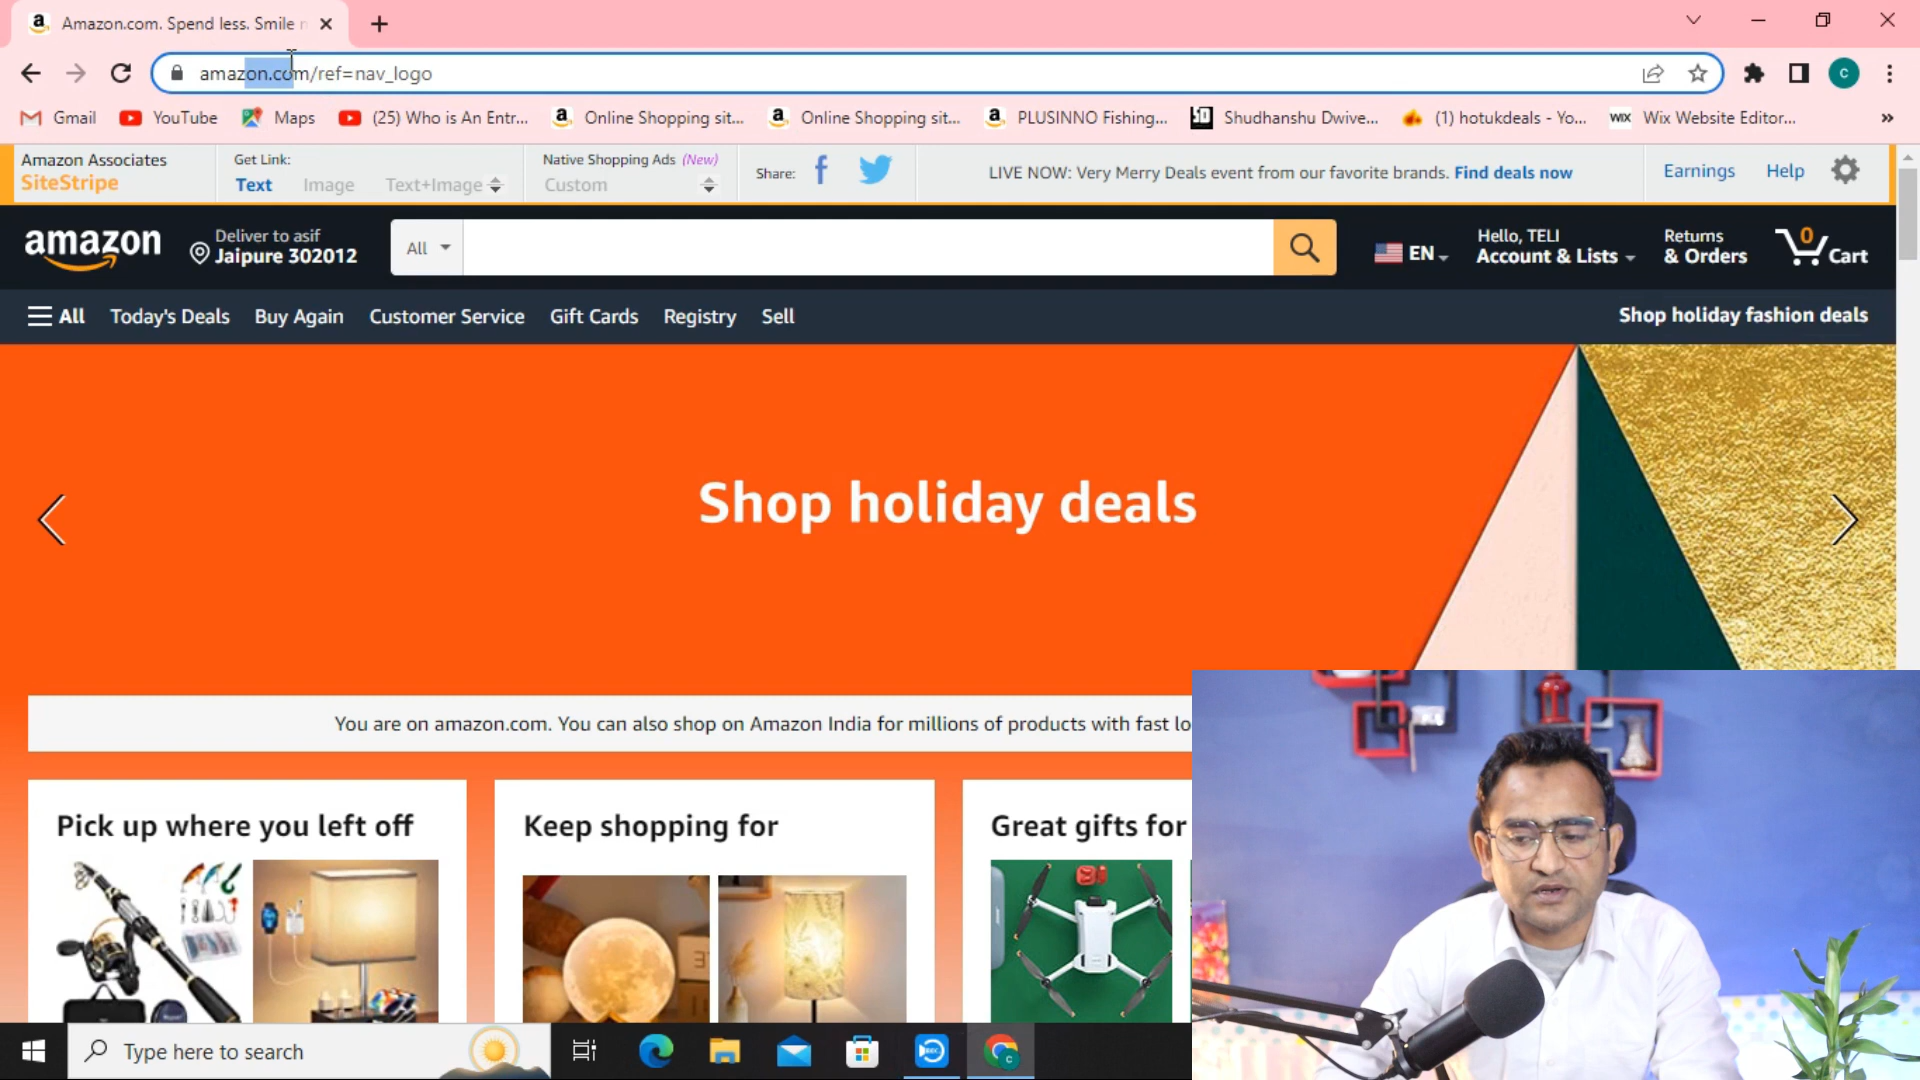 Amazon.com. Spend less. Smile
amazon.com/ref=nav_logo
C
Gmail
YouTube
Maps
(25) Who is An Entr...
Online Shopping sit...
Online Shopping sit...
PLUSINNO Fishing...
Shudhanshu Dwive...
(1) hotukdeals - Yo...
WIX Wix Website Editor...
Amazon Associates
SiteStripe
Get Link:
Text Image Text+Image
Native Shopping Ads (New)
Custom
Share:
LIVE NOW: Very Merry Deals event from our favorite brands. Find deals now
Earnings
Help
amazon
Deliver to asif
Jaipure 302012
All
EN
Hello, TELI
Account & Lists
Returns
& Orders
0
Cart
All Today's Deals Buy Again Customer Service Gift Cards Registry Sell
Shop holiday fashion deals
Shop holiday deals
You are on amazon.com. You can also shop on Amazon India for millions of products with fast lo
Pick up where you left off
Keep shopping for
Great gifts for
Type here to search
REC
C